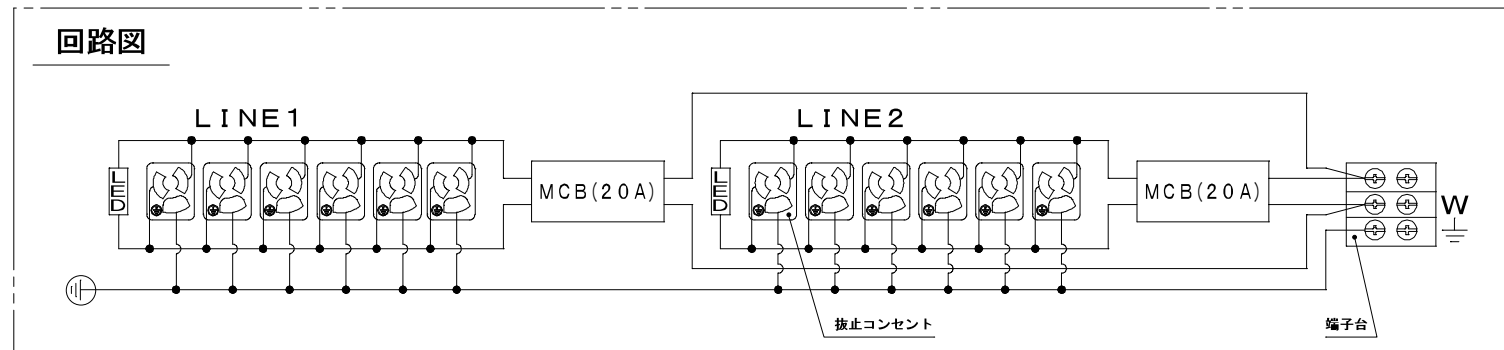 回路図
LINE1
LINE2
LED
MCB(20A)
LED
MCB(20A)
W
抜止コンセント
端子台